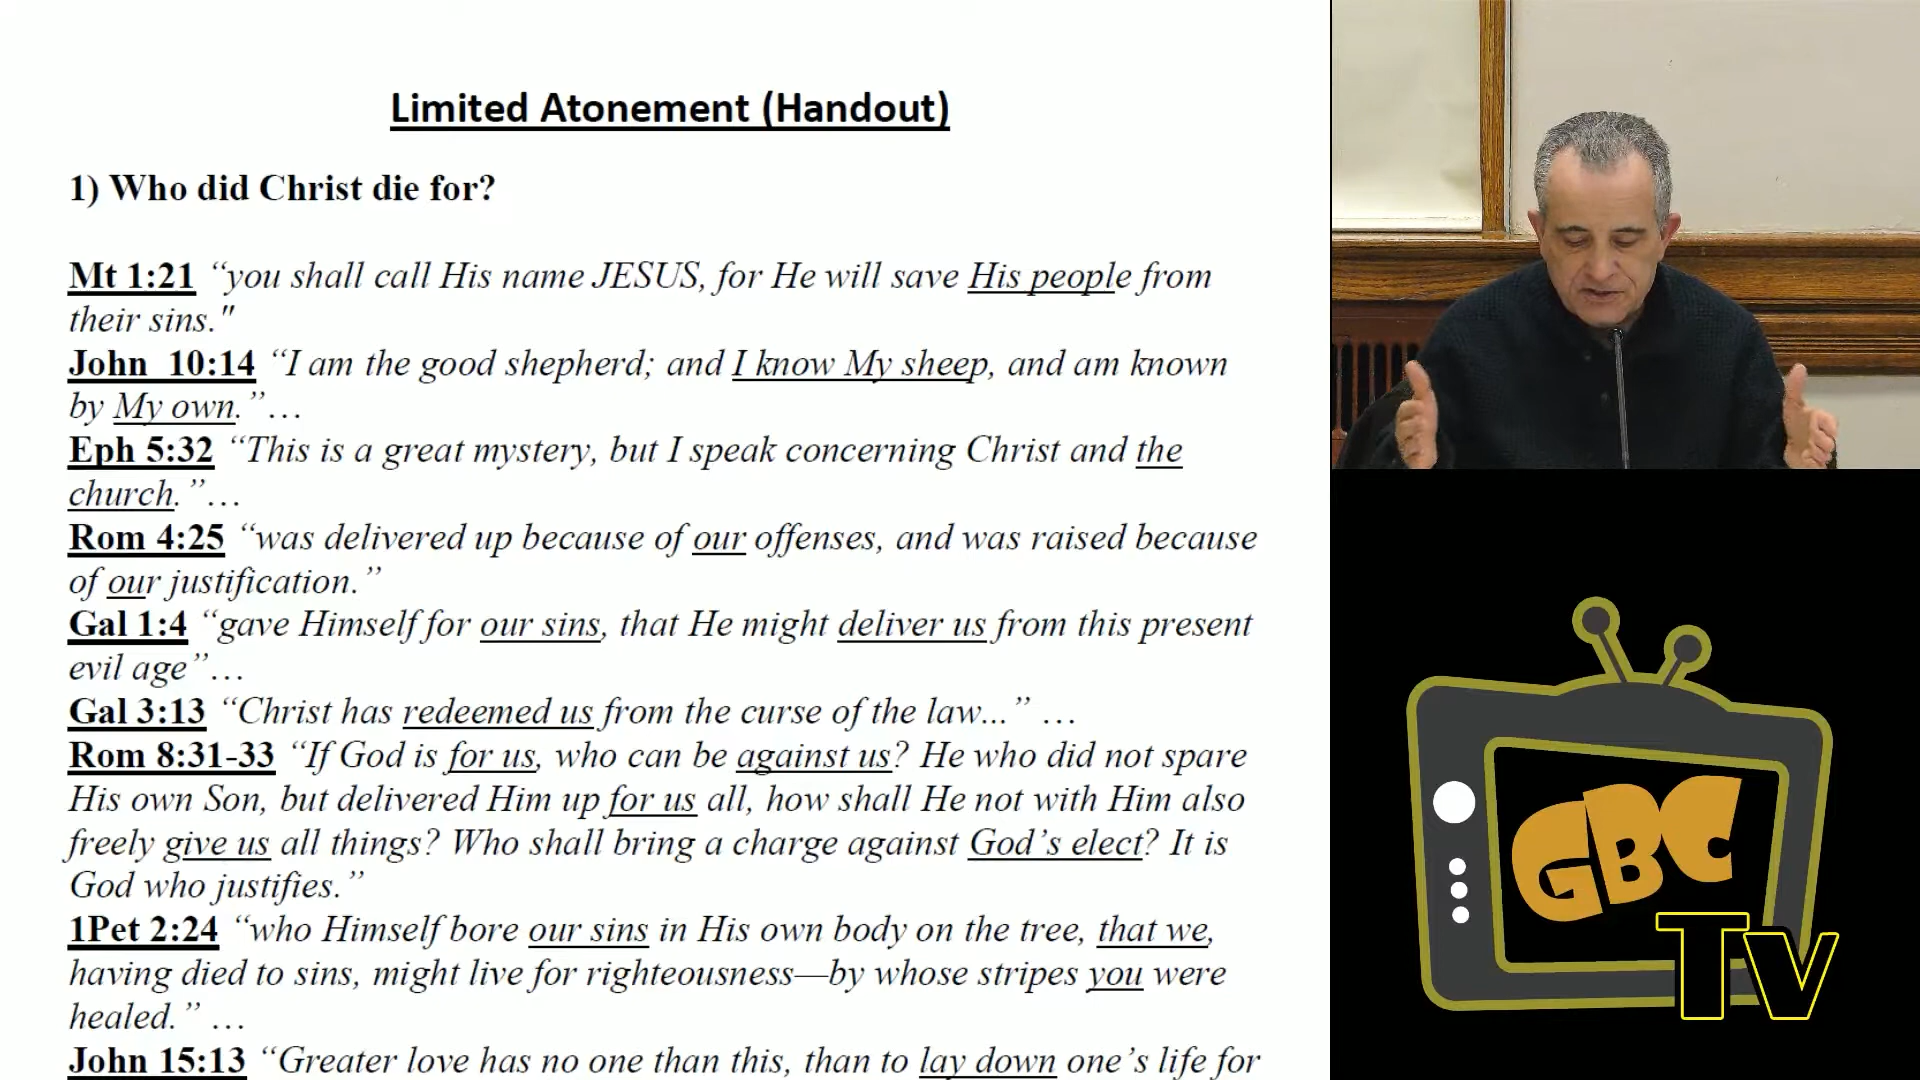 Limited Atonement (Handout)
1) Who did Christ die for?
Mt 1:21 “you shall call His name JESUS, for He will save His people from
their sins."
John  10:14 “I am the good shepherd; and I know My sheep, and am known
by My own.”…
Eph 5:32 “This is a great mystery, but I speak concerning Christ and the
church.”…
Rom 4:25 “was delivered up because of our offenses, and was raised because
of our justification.”
Gal 1:4 “gave Himself for our sins, that He might deliver us from this present
evil age”…
Gal 3:13 “Christ has redeemed us from the curse of the law...” …
Rom 8:31-33 “If God is for us, who can be against us? He who did not spare
His own Son, but delivered Him up for us all, how shall He not with Him also
freely give us all things? Who shall bring a charge against God’s elect? It is
God who justifies.”
1Pet 2:24 “who Himself bore our sins in His own body on the tree, that we,
having died to sins, might live for righteousness—by whose stripes you were
healed.” …
John 15:13 “Greater love has no one than this, than to lay down one’s life for
GBC
TV